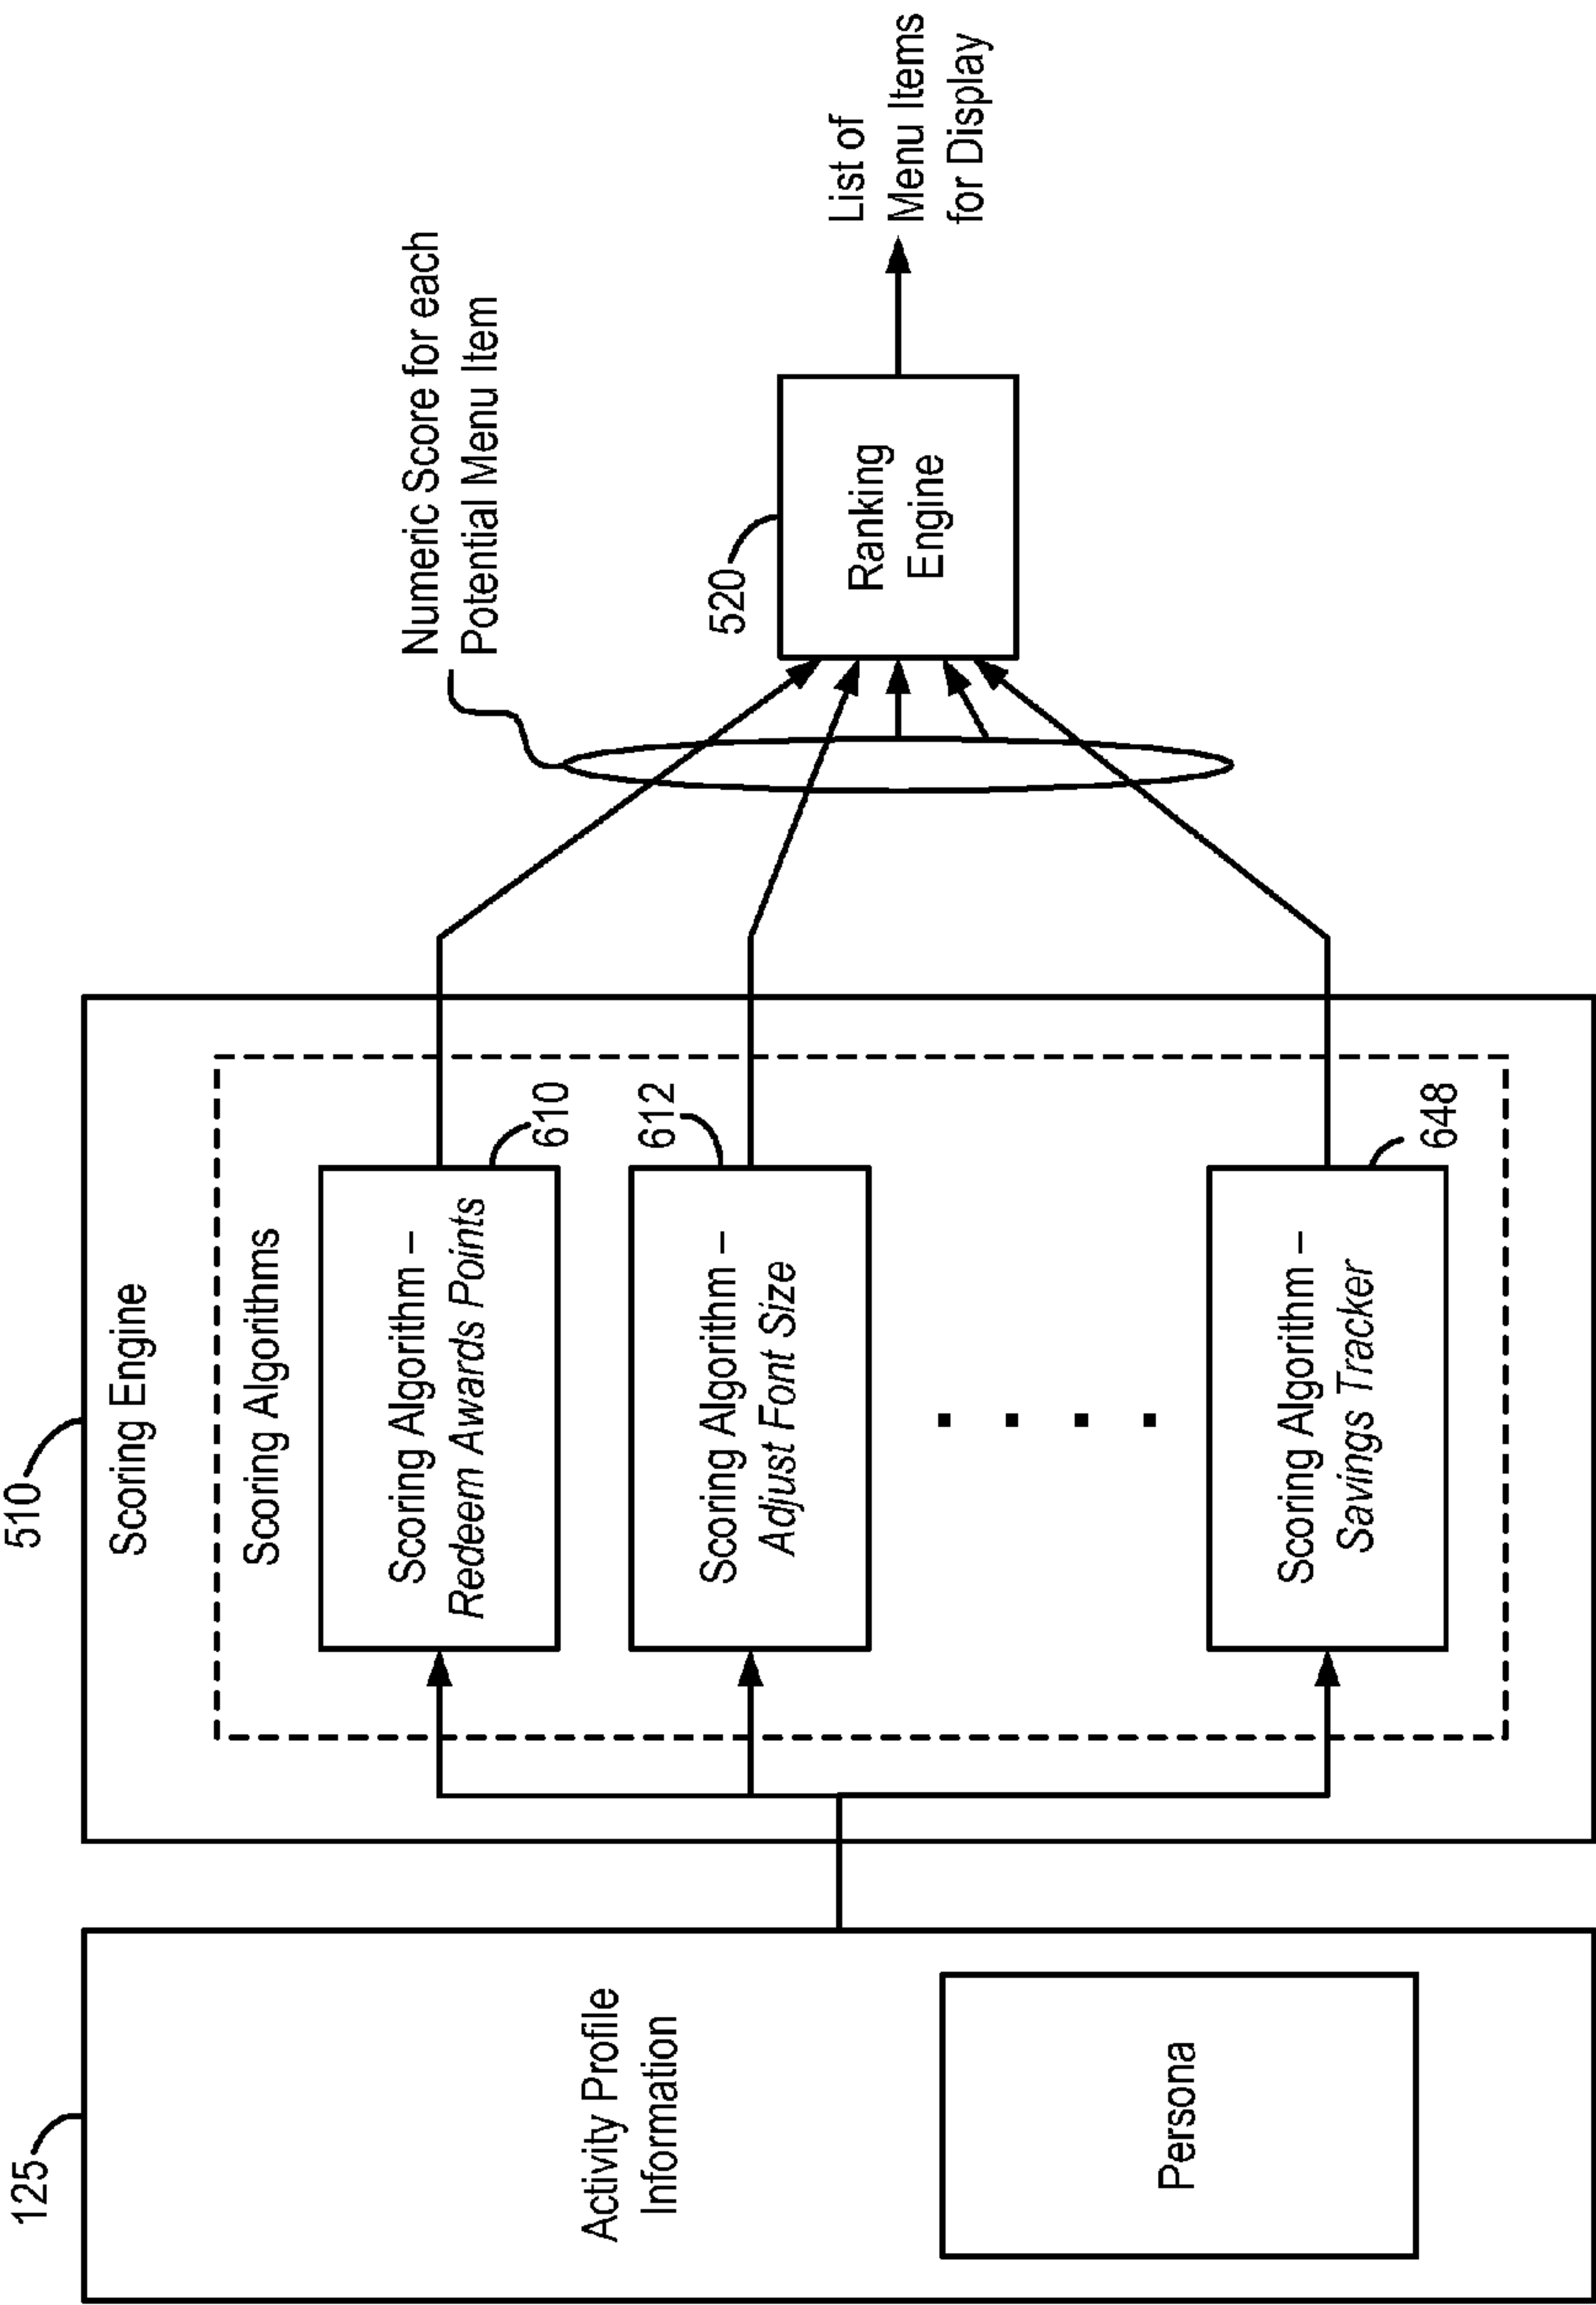 125
Activity Profile
Information
Persona
510
Scoring Engine
Scoring Algorithms
Scoring Algorithm –
Redeem Awards Points
610
Scoring Algorithm –
Adjust Font Size
612
Scoring Algorithm –
Savings Tracker
648
Numeric Score for each
Potential Menu Item
520
Ranking
Engine
List of
Menu Items
for Display